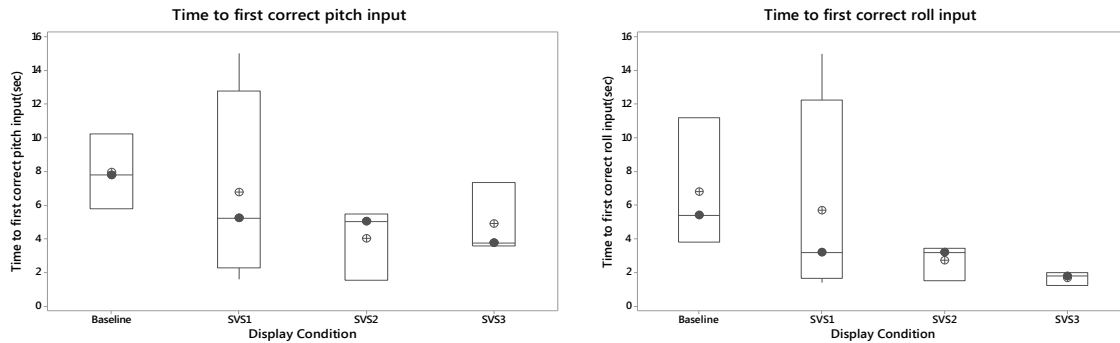 Time to first correct pitch input
Time to first correct pitch input(sec)
16
14
12
10
8
6
4
2
0
Baseline
SVS1
SVS2
SVS3
Display Condition
Time to first correct roll input
Time to first correct roll input(sec)
16
14
12
10
8
6
4
2
0
Baseline
SVS1
SVS2
SVS3
Display Condition